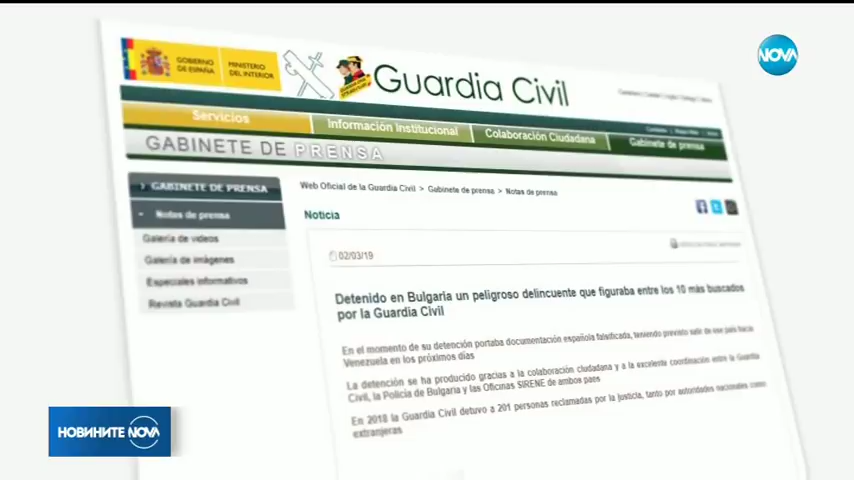 NOVA
GOBIERNO DE ESPAÑA
MINISTERIO DEL INTERIOR
Guardia Civil
Servicios
Información Institucional
Colaboración Ciudadana
Gabinete de prensa
GABINETE DE PRENSA
GABINETE DE PRENSA
Notas de prensa
Galería de vídeos
Galería de imágenes
Especiales informativos
Revista Guardia Civil
Web Oficial de la Guardia Civil > Gabinete de prensa > Notas de prensa
Noticia
02/03/19
Detenido en Bulgaria un peligroso delincuente que figuraba entre los 10 más buscados
por la Guardia Civil
En el momento de su detención portaba documentación española falsificada, teniendo previsto salir de ese país hacia
Venezuela en los próximos días
La detención se ha producido gracias a la colaboración ciudadana y a la excelente coordinación entre la Guardia
Civil, la Policía de Bulgaria y las Oficinas SIRENE de ambos
En 2018 la Guardia Civil detuvo a 201 personas reclamadas por la justicia, tanto por autoridades nacionales como
extranjeras
НОВИНИТЕ NOVA